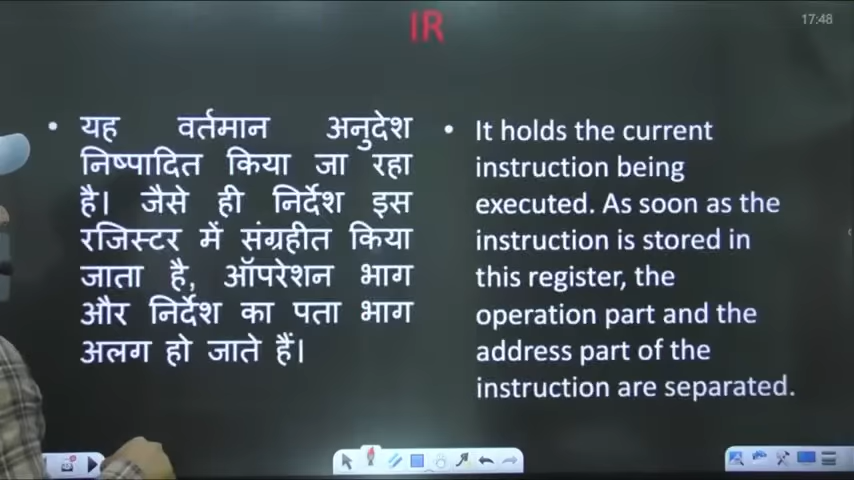 17:48
IR
• यह वर्तमान अनुदेश
निष्पादित किया जा रहा
है। जैसे ही निर्देश इस
रजिस्टर में संग्रहीत किया
जाता है, ऑपरेशन भाग
और निर्देश का पता भाग
अलग हो जाते हैं।
• It holds the current
instruction being
executed. As soon as the
instruction is stored in
this register, the
operation part and the
address part of the
instruction are separated.